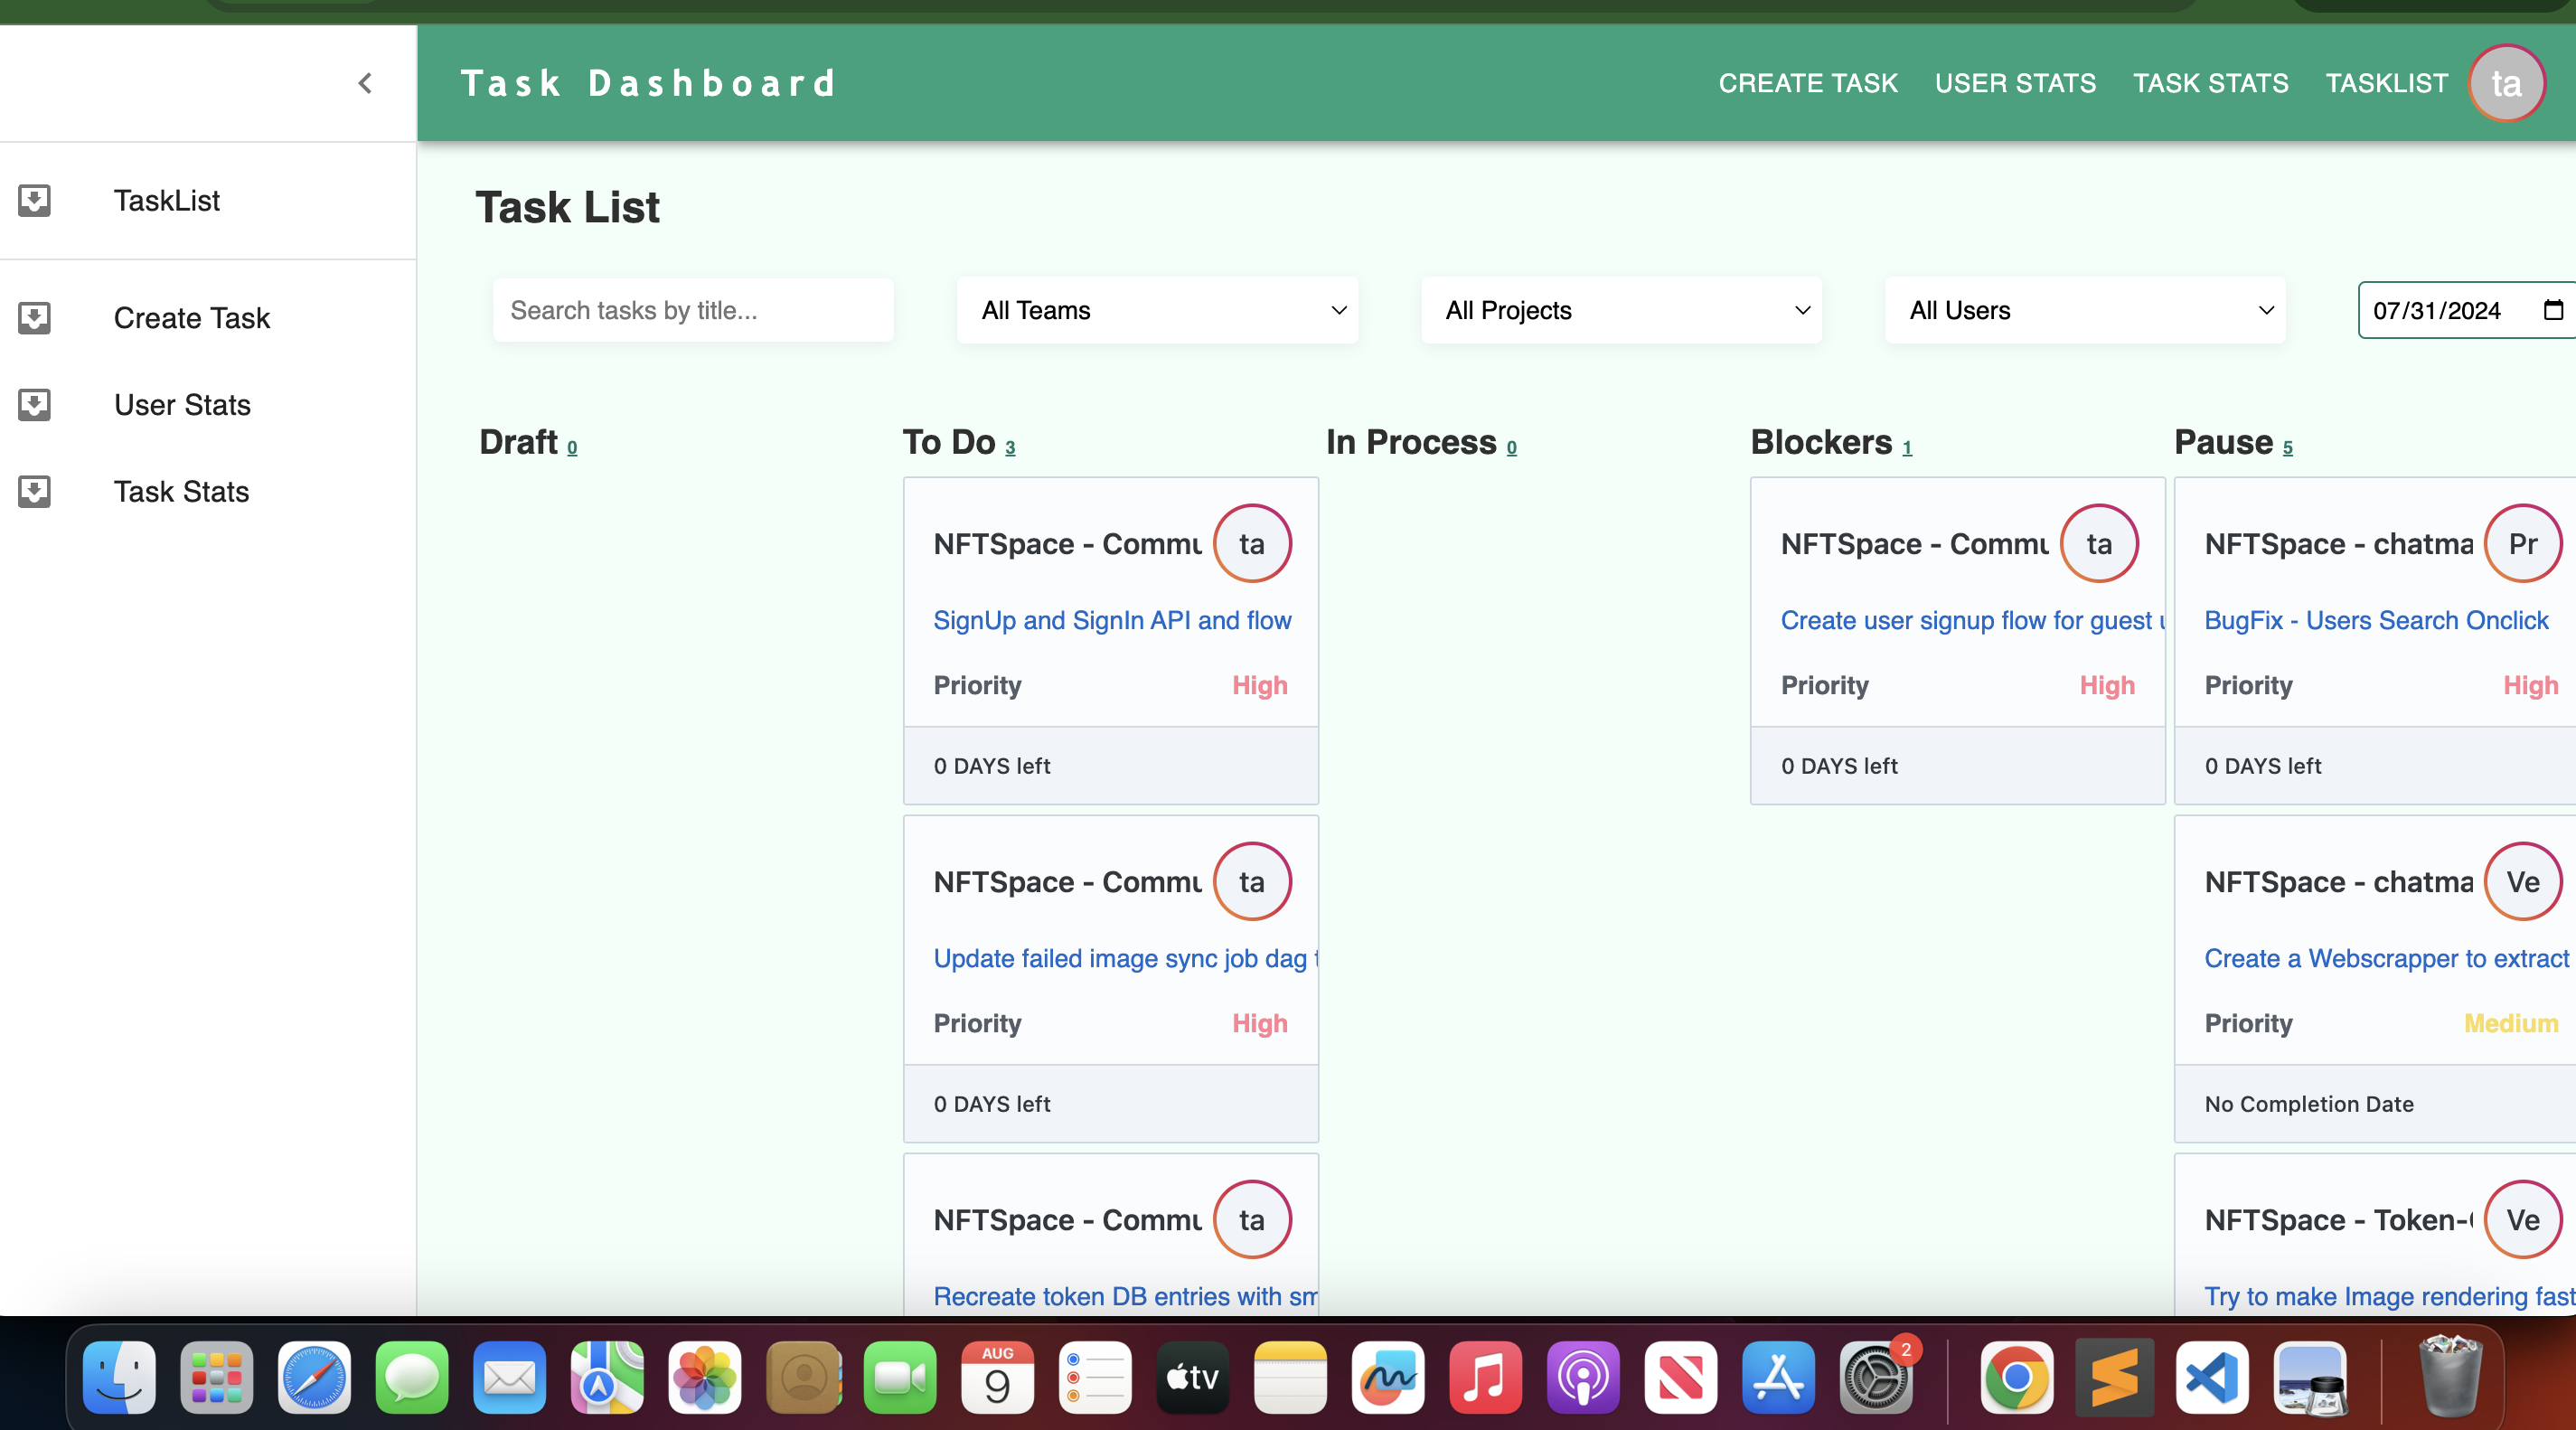 Task Dashboard
CREATE TASK
USER STATS
TASK STATS
TASKLIST
ta
TaskList
Create Task
User Stats
Task Stats
Task List
Search tasks by title...
All Teams
All Projects
All Users
07/31/2024
Draft 0
To Do 3
NFTSpace - Commu
ta
SignUp and SignIn API and flow
Priority High
0 DAYS left
NFTSpace - Commu
ta
Update failed image sync job dag t
Priority High
0 DAYS left
NFTSpace - Commu
ta
Recreate token DB entries with sm
In Process 0
Blockers 1
NFTSpace - Commu
ta
Create user signup flow for guest u
Priority High
0 DAYS left
Pause 5
NFTSpace - chatma
Pr
BugFix - Users Search Onclick
Priority High
0 DAYS left
NFTSpace - chatma
Ve
Create a Webscrapper to extract
Priority Medium
No Completion Date
NFTSpace - Token-
Ve
Try to make Image rendering fast
AUG
9
tv
2